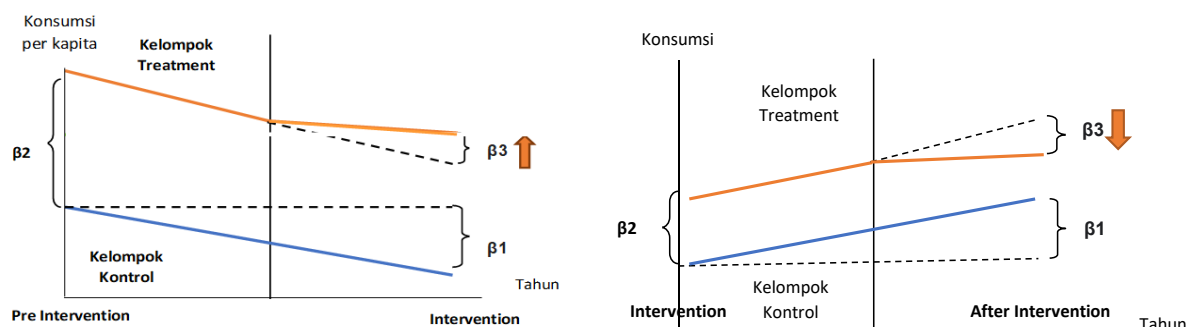 Konsumsi
per kapita
Kelompok
Treatment
β2
β3
β1
Kelompok
Kontrol
Tahun
Pre Intervention
Intervention
Konsumsi
Kelompok
Treatment
β3
β2
β1
Kelompok
Kontrol
Intervention
After Intervention
Tahun